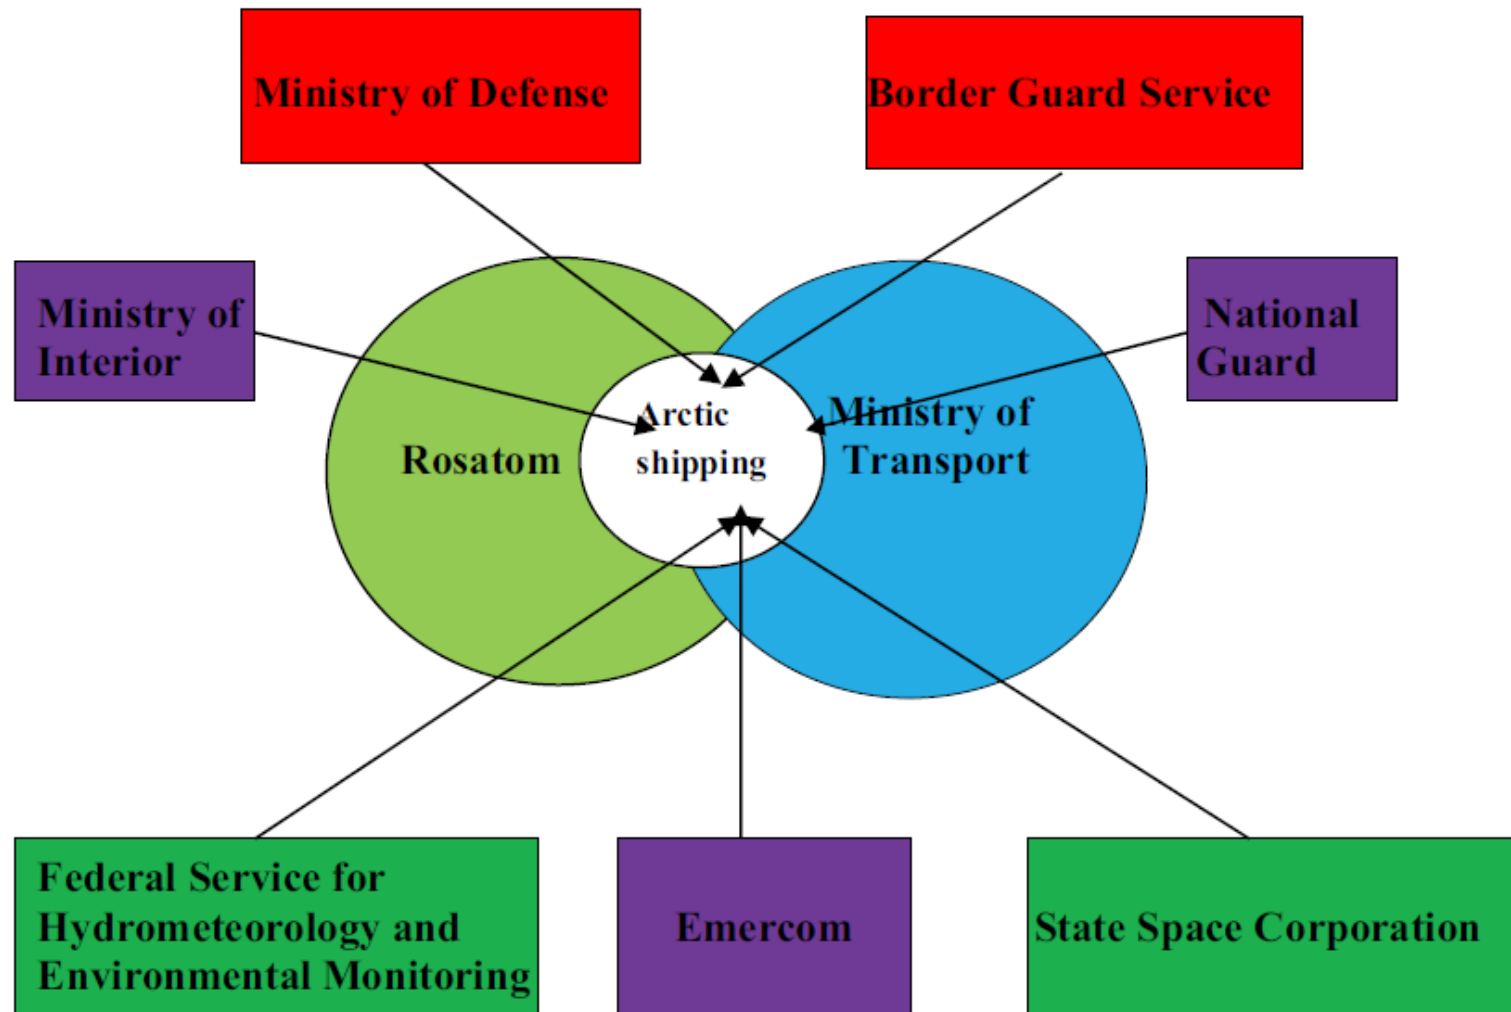 Ministry of Defense
Border Guard Service
Ministry of
Interior
National
Guard
Rosatom
Arctic
shipping
Ministry of
Transport
Federal Service for
Hydrometeorology and
Environmental Monitoring
Emercom
State Space Corporation